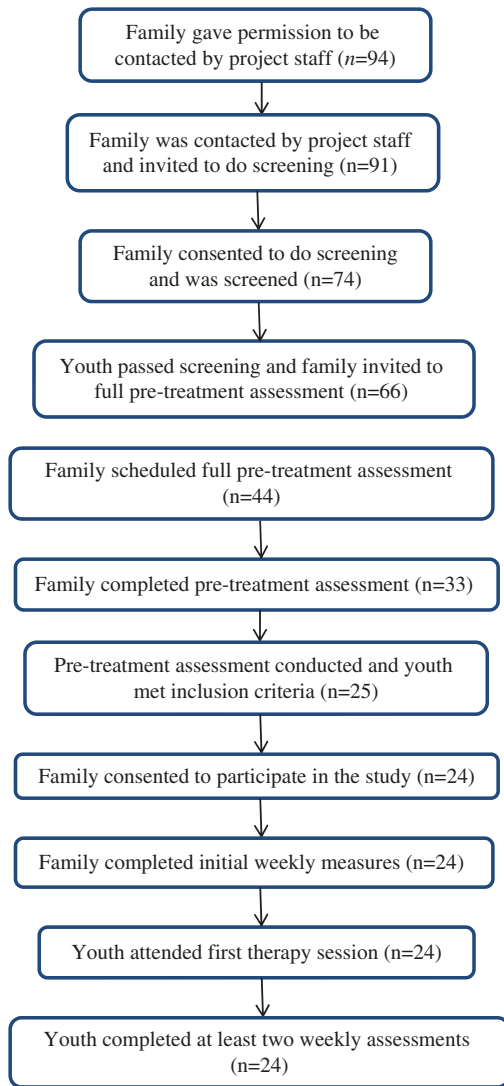 Family gave permission to be
contacted by project staff (n=94)
Family was contacted by project staff
and invited to do screening (n=91)
Family consented to do screening
and was screened (n=74)
Youth passed screening and family invited to
full pre-treatment assessment (n=66)
Family scheduled full pre-treatment assessment
(n=44)
Family completed pre-treatment assessment (n=33)
Pre-treatment assessment conducted and youth
met inclusion criteria (n=25)
Family consented to participate in the study (n=24)
Family completed initial weekly measures (n=24)
Youth attended first therapy session (n=24)
Youth completed at least two weekly assessments
(n=24)